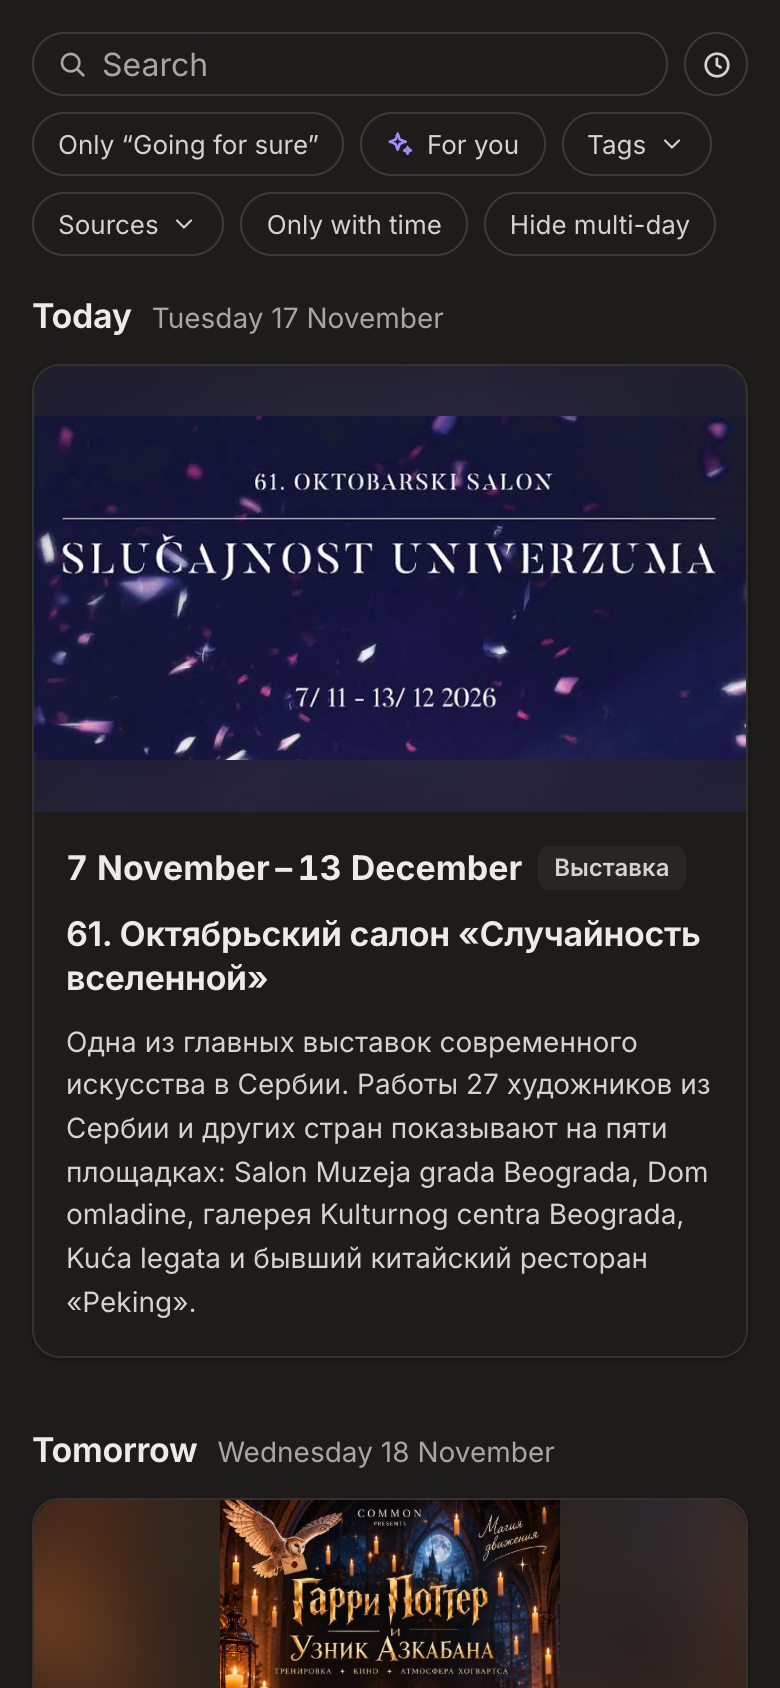 Search
Only “Going for sure”
For you
Tags
Sources
Only with time
Hide multi-day
Today Tuesday 17 November
61. OKTOBARSKI SALON
SLUČAJNOST UNIVERZUMA
7/ 11 - 13/ 12 2026
7 November – 13 December Выставка
61. Октябрьский салон «Случайность
вселенной»
Одна из главных выставок современного
искусства в Сербии. Работы 27 художников из
Сербии и других стран показывают на пяти
площадках: Salon Muzeja grada Beograda, Dom
omladine, галерея Kulturnog centra Beograda,
Kuća legata и бывший китайский ресторан
«Peking».
Tomorrow Wednesday 18 November
COMMON
PRESENTS
Магия
движения
Гарри Поттер
и
Узник Азкабана
ТРЕНИРОВКА + КИНО + АТМОСФЕРА ХОГВАРТСА